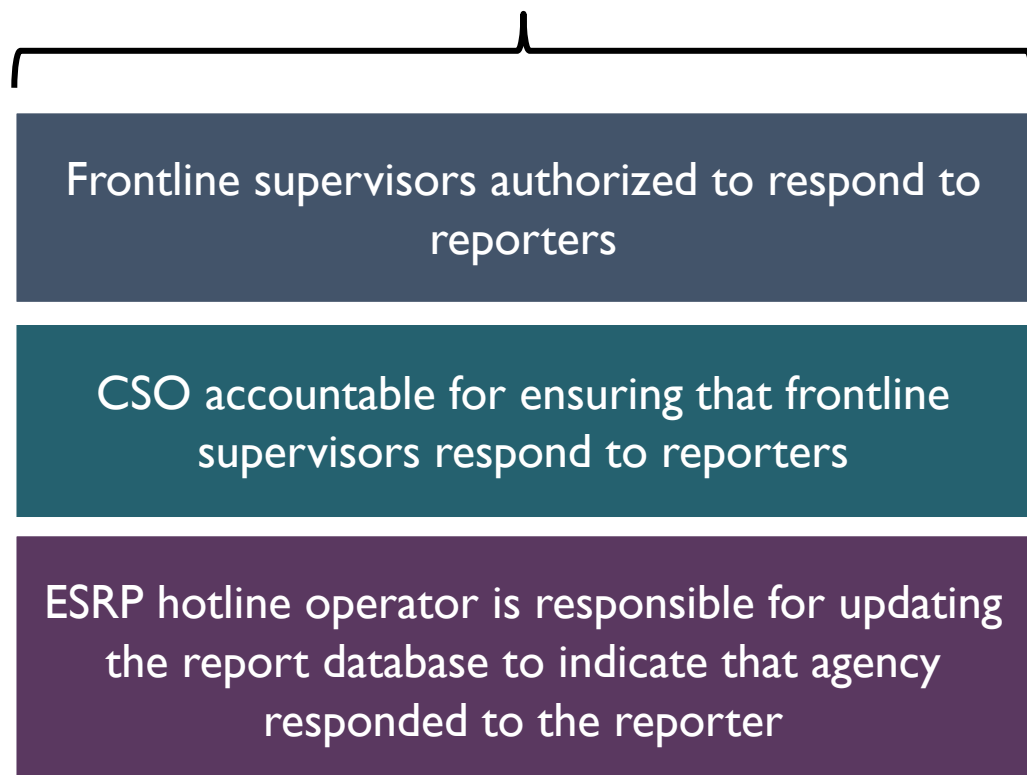 Frontline supervisors authorized to respond to
reporters
CSO accountable for ensuring that frontline
supervisors respond to reporters
ESRP hotline operator is responsible for updating
the report database to indicate that agency
responded to the reporter